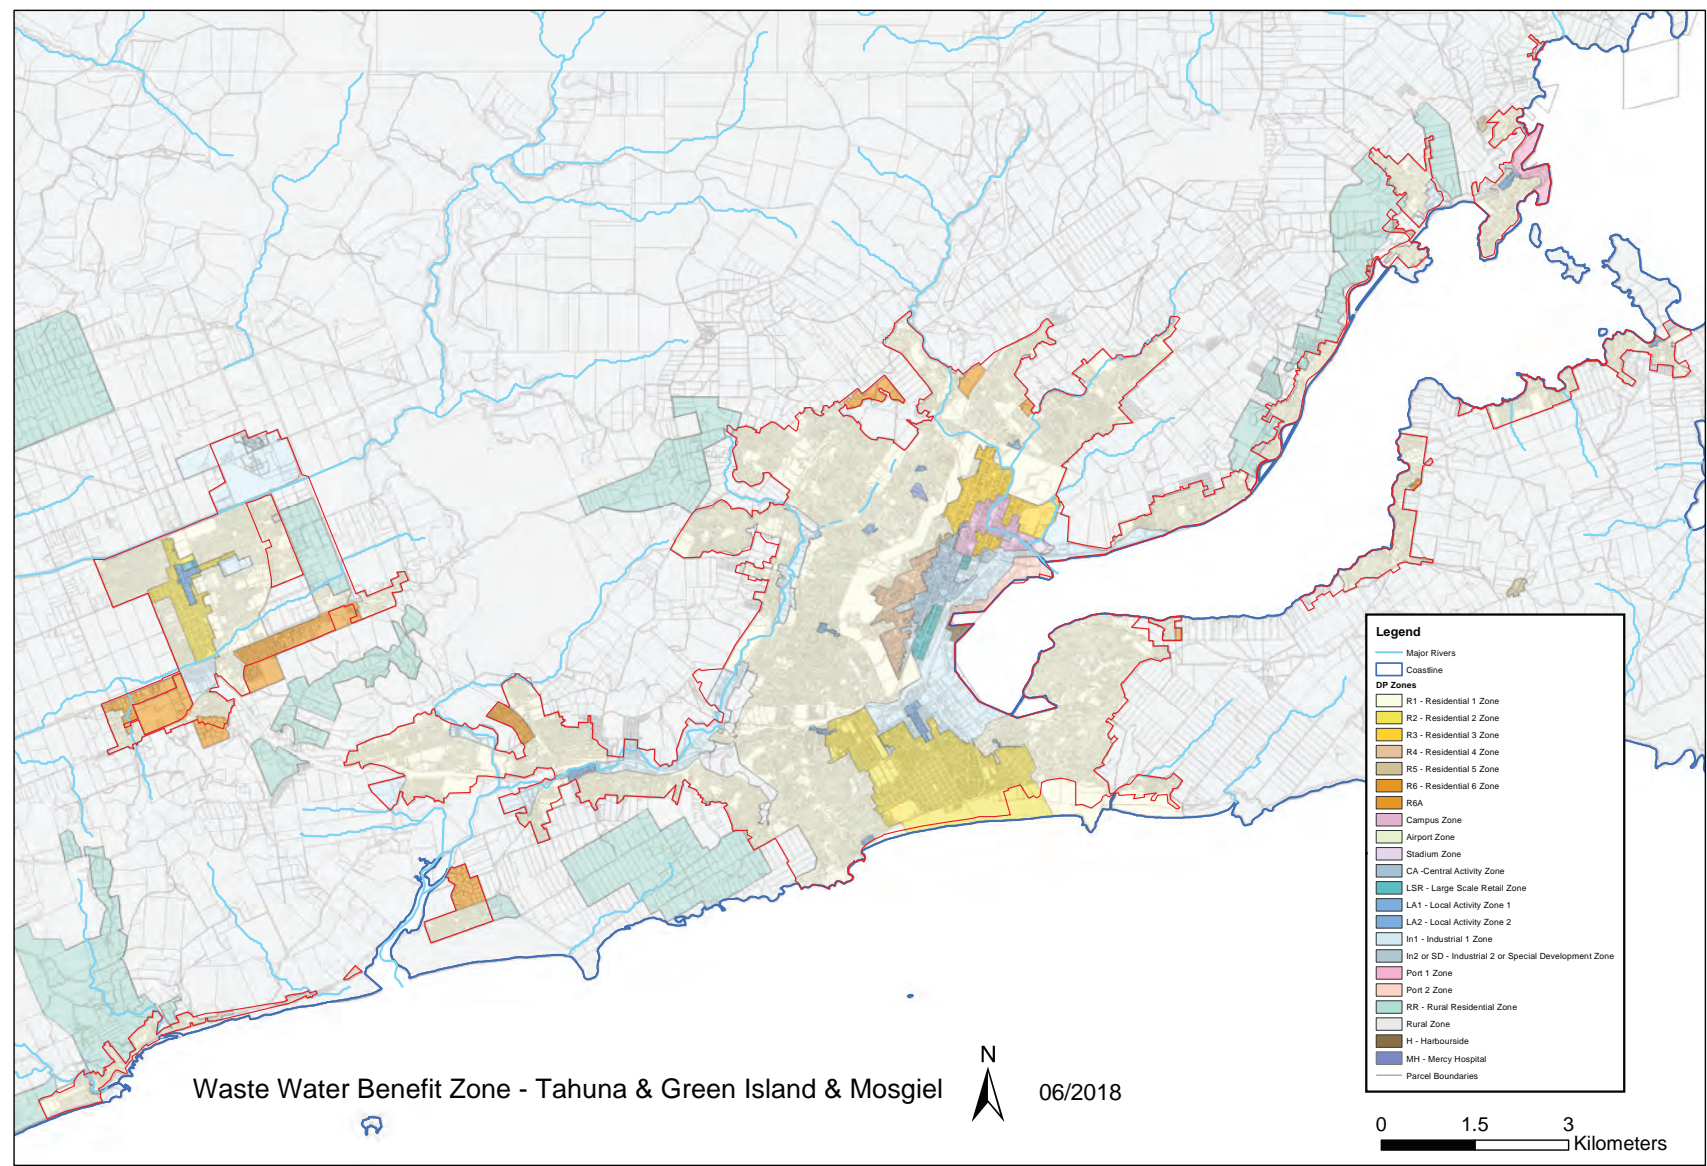 Legend
Major Rivers
Coastline
DP Zones
R1 - Residential 1 Zone
R2 - Residential 2 Zone
R3 - Residential 3 Zone
R4 - Residential 4 Zone
R5 - Residential 5 Zone
R6 - Residential 6 Zone
R6A
Campus Zone
Airport Zone
Stadium Zone
CA -Central Activity Zone
LSR - Large Scale Retail Zone
LA1 - Local Activity Zone 1
LA2 - Local Activity Zone 2
In1 - Industrial 1 Zone
In2 or SD - Industrial 2 or Special Development Zone
Port 1 Zone
Port 2 Zone
RR - Rural Residential Zone
Rural Zone
H - Harbourside
MH - Mercy Hospital
Parcel Boundaries
N
Waste Water Benefit Zone - Tahuna & Green Island & Mosgiel
06/2018
0 1.5 3
Kilometers